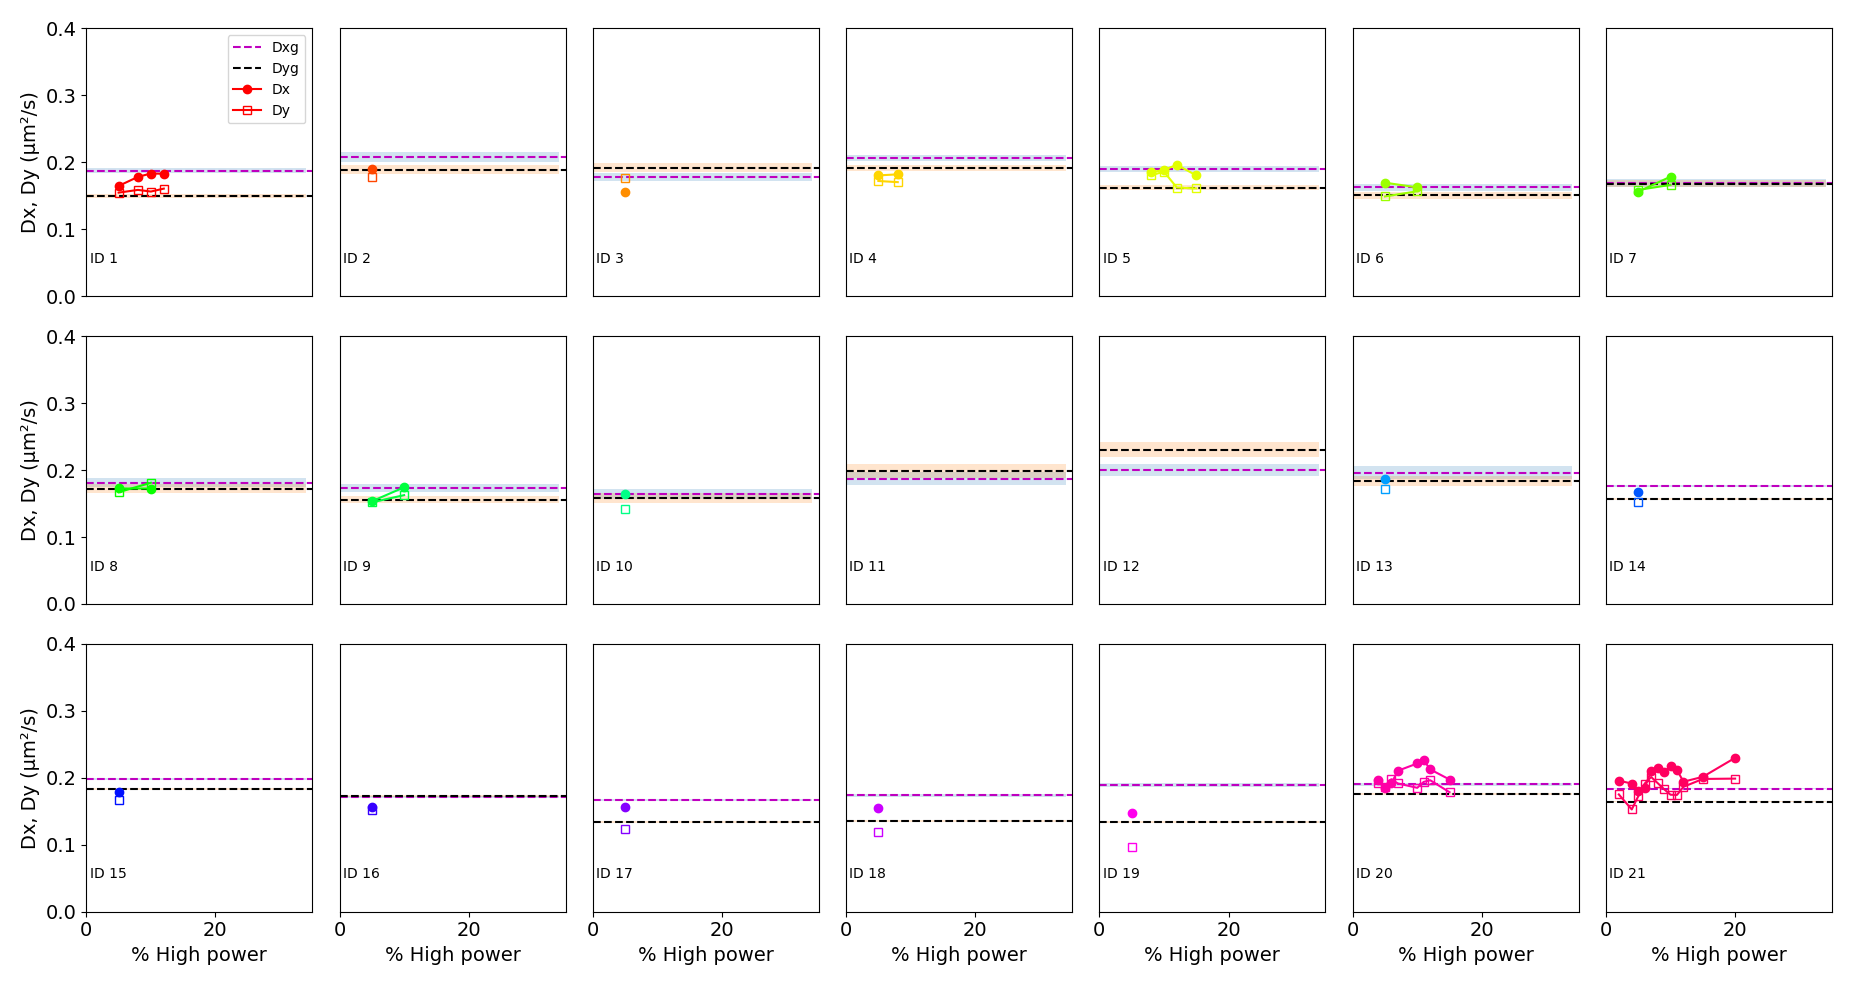 0.4
0.3
0.2
0.1
0.0
Dx, Dy (μm²/s)
Dxg
Dyg
Dx
Dy
ID 1
ID 2
ID 3
ID 4
ID 5
ID 6
ID 7
0.4
0.3
0.2
0.1
0.0
Dx, Dy (μm²/s)
ID 8
ID 9
ID 10
ID 11
ID 12
ID 13
ID 14
0.4
0.3
0.2
0.1
0.0
Dx, Dy (μm²/s)
ID 15
ID 16
ID 17
ID 18
ID 19
ID 20
ID 21
0 20
0 20
0 20
0 20
0 20
0 20
0 20
% High power
% High power
% High power
% High power
% High power
% High power
% High power